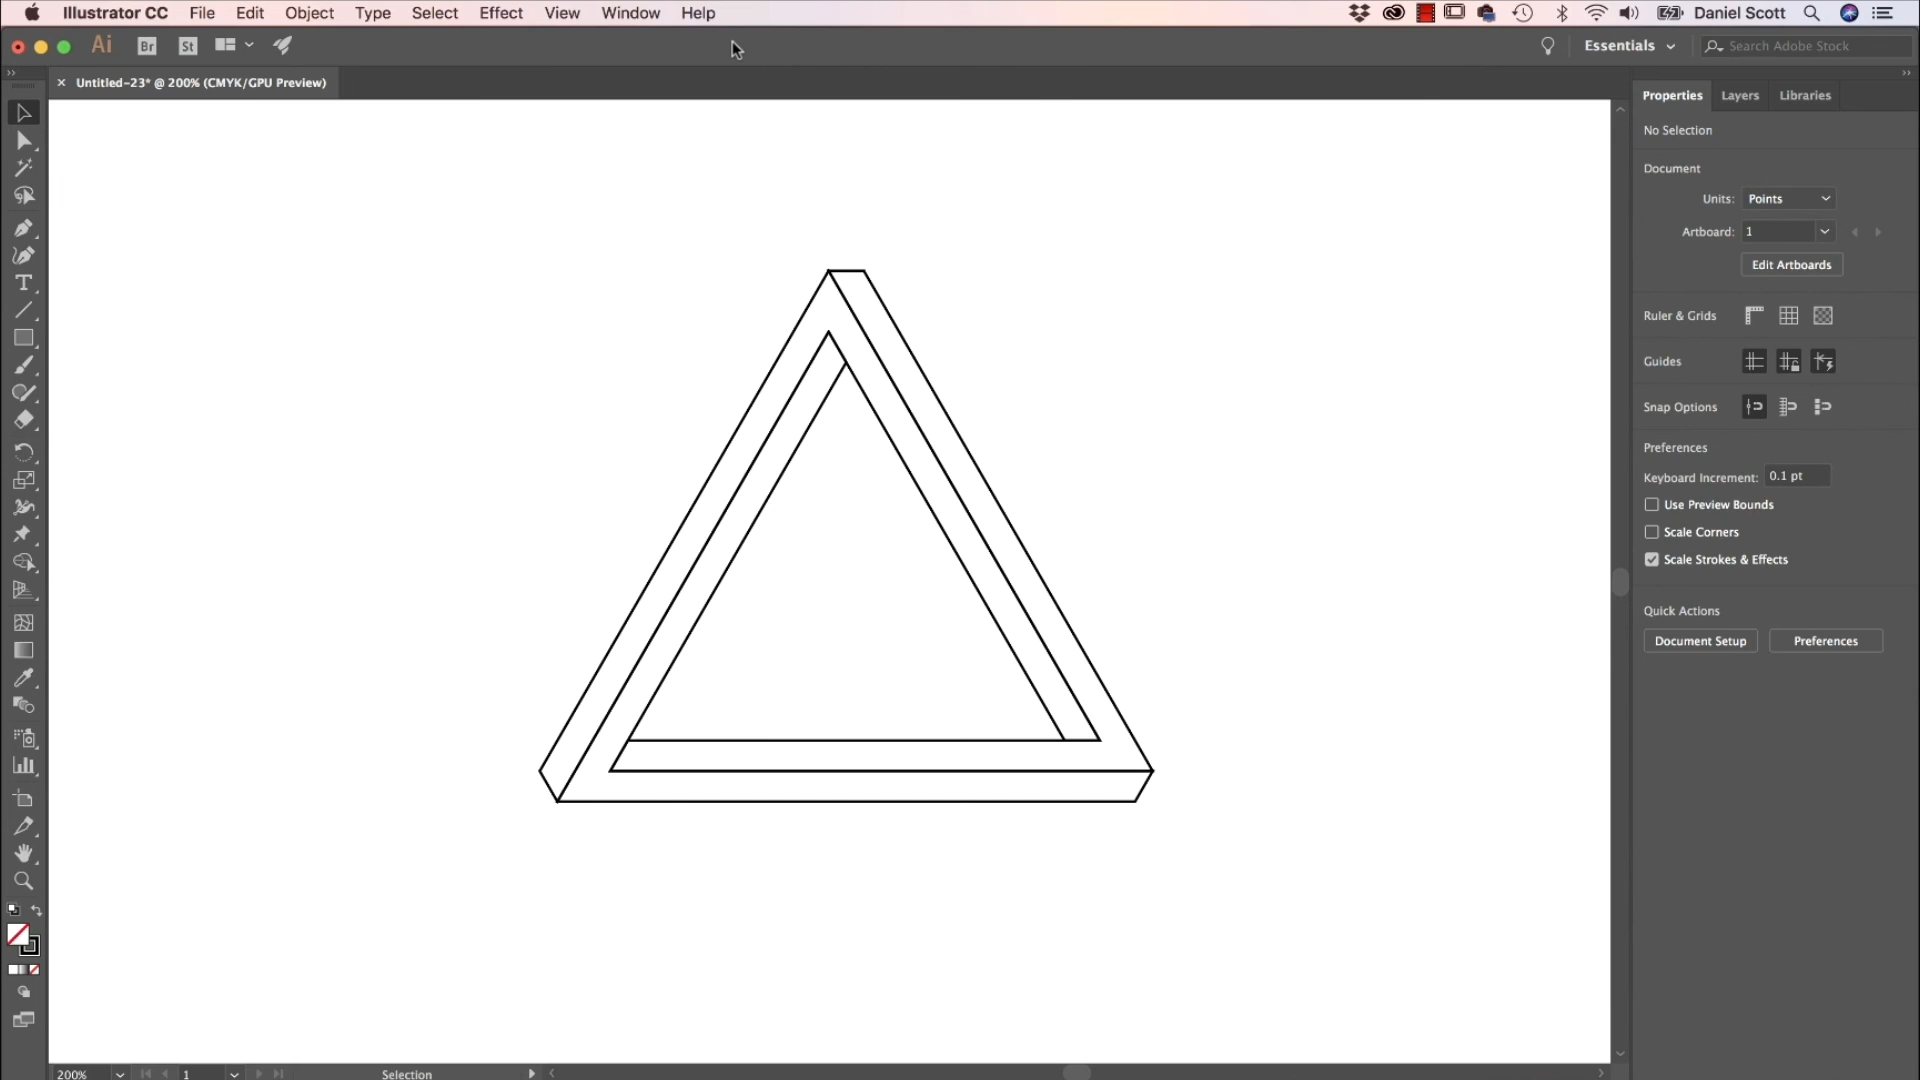 Illustrator CC File Edit Object Type Select Effect View Window Help Daniel Scott
Ai Br St Essentials Search Adobe Stock
× Untitled-23* @ 200% (CMYK/GPU Preview)
Properties Layers Libraries
No Selection
Document
Units: Points
Artboard: 1
Edit Artboards
Ruler & Grids
Guides
Snap Options
Preferences
Keyboard Increment: 0.1 pt
Use Preview Bounds
Scale Corners
Scale Strokes & Effects
Quick Actions
Document Setup Preferences
200% 1 Selection